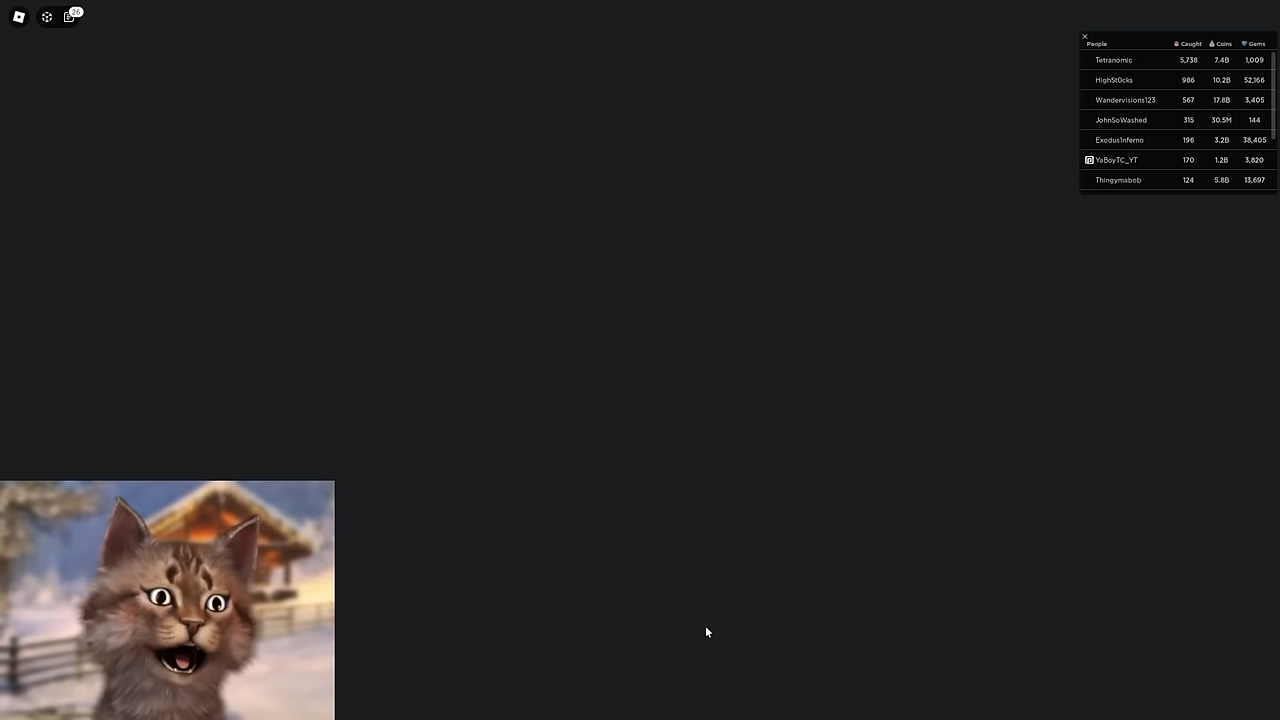 26
People Caught Coins Gems
Tetranomic 5,738 7.4B 1,009
HighSt0cks 986 10.2B 52,166
Wandervisions123 567 17.8B 3,405
JohnSoWashed 315 30.5M 144
Exodus1nferno 196 3.2B 38,405
YaBoyTC_YT 170 1.2B 3,820
Thingymabob 124 5.8B 13,697